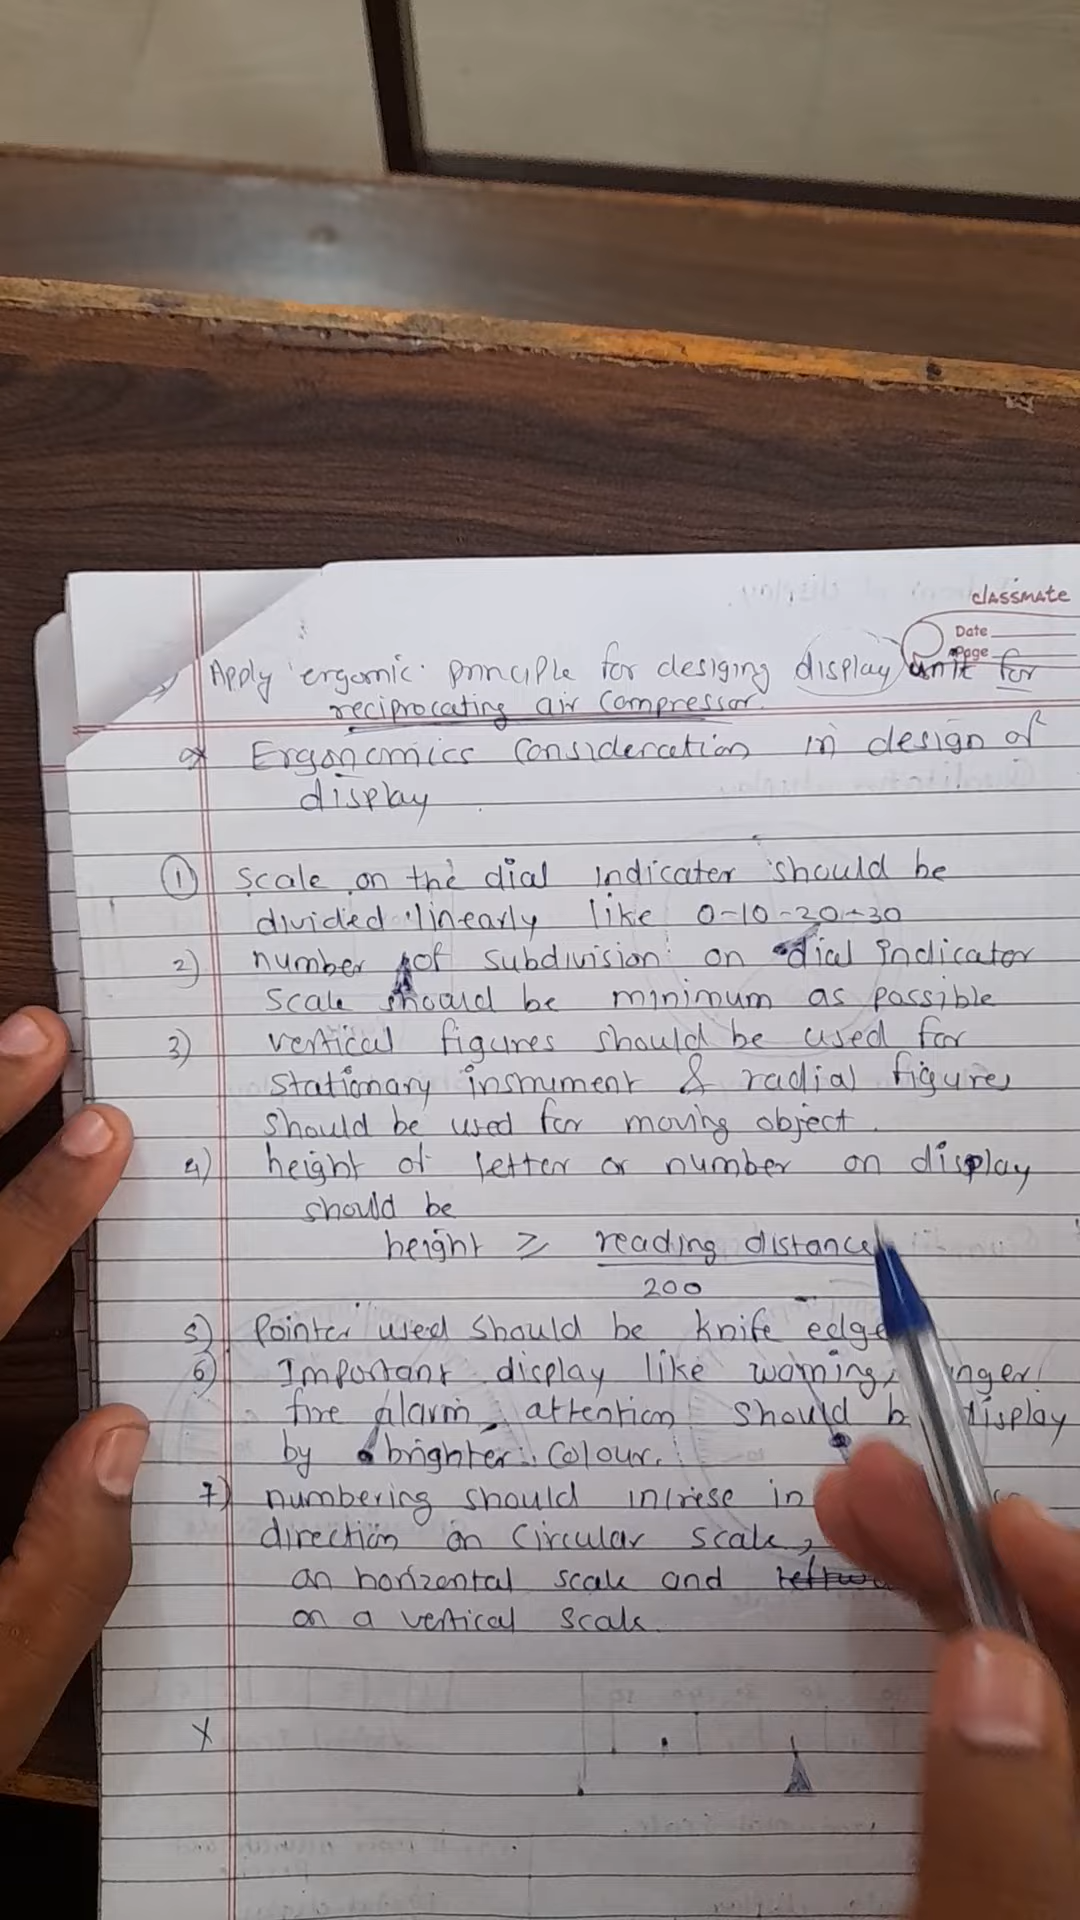 classmate
Date
Page
Apply ergomic principle for desiging display unit for
reciprocating air compressor.
Ergonomics Consideration in design of
display
① scale on the dial indicater should be
divided linearly like 0-10-20-30
2) number of subdivision on dial indicator
scale should be minimum as possible
3) vertical figures should be used for
stationary insrument & radial figures
should be used for moving object.
4) height of letter or number on display
should be
height ≥ reading distance
200
5) Pointer used should be knife edge
6) Important display like warning,
fire alarm, attention should display
by brighter colour.
7) numbering should increse in
direction on circular scale,
on horizental scale and
on a vertical scale.
X